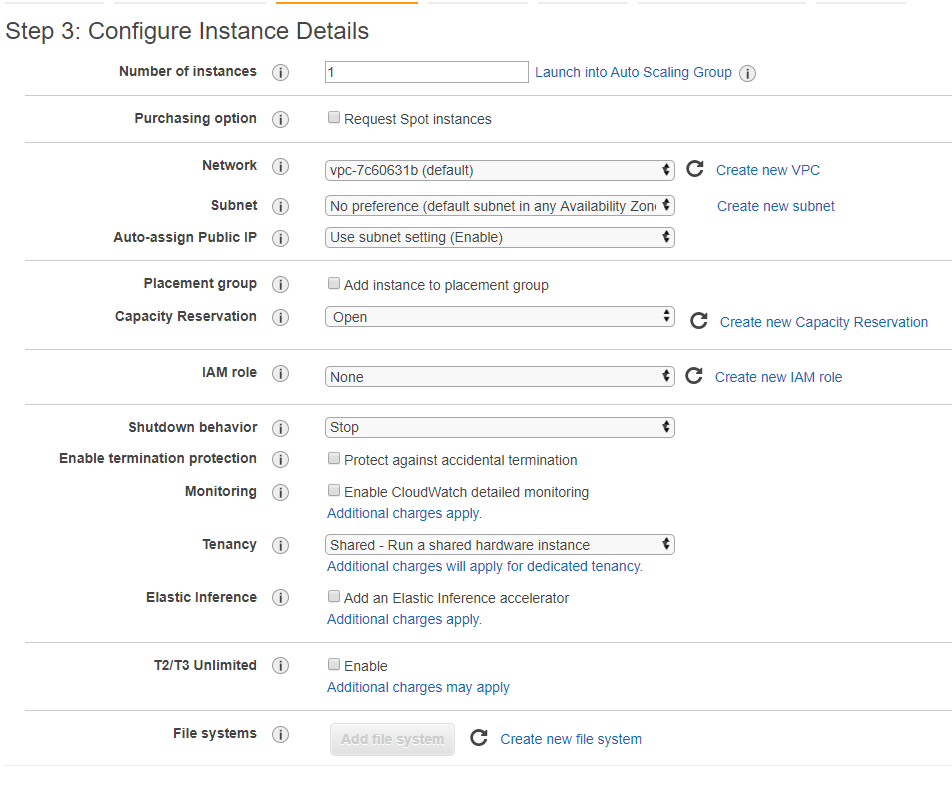 Step 3: Configure Instance Details
Number of instances 1 Launch into Auto Scaling Group
Purchasing option Request Spot instances
Network vpc-7c60631b (default) Create new VPC
Subnet No preference (default subnet in any Availability Zon Create new subnet
Auto-assign Public IP Use subnet setting (Enable)
Placement group Add instance to placement group
Capacity Reservation Open Create new Capacity Reservation
IAM role None Create new IAM role
Shutdown behavior Stop
Enable termination protection Protect against accidental termination
Monitoring Enable CloudWatch detailed monitoring
Additional charges apply.
Tenancy Shared - Run a shared hardware instance
Additional charges will apply for dedicated tenancy.
Elastic Inference Add an Elastic Inference accelerator
Additional charges apply.
T2/T3 Unlimited Enable
Additional charges may apply
File systems Add file system Create new file system